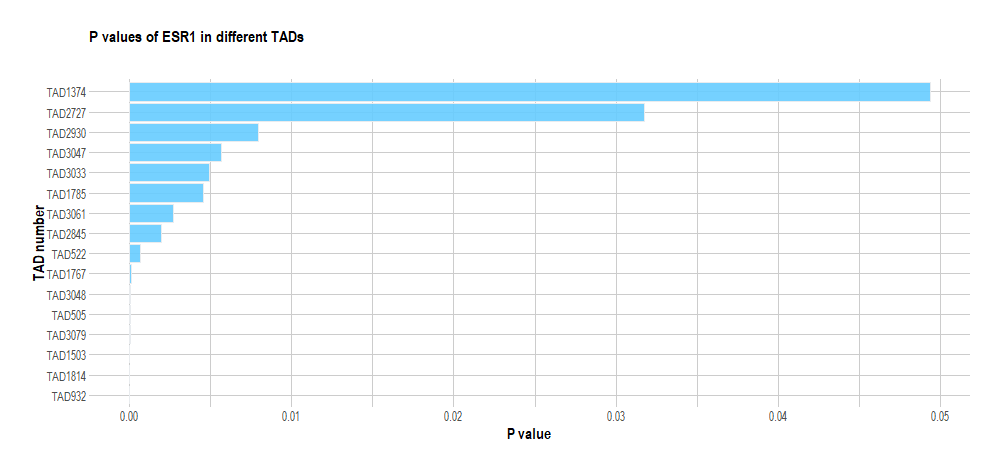 P values of ESR1 in different TADs
TAD number
TAD1374
TAD2727
TAD2930
TAD3047
TAD3033
TAD1785
TAD3061
TAD2845
TAD522
TAD1767
TAD3048
TAD505
TAD3079
TAD1503
TAD1814
TAD932
0.00 0.01 0.02 0.03 0.04 0.05
P value